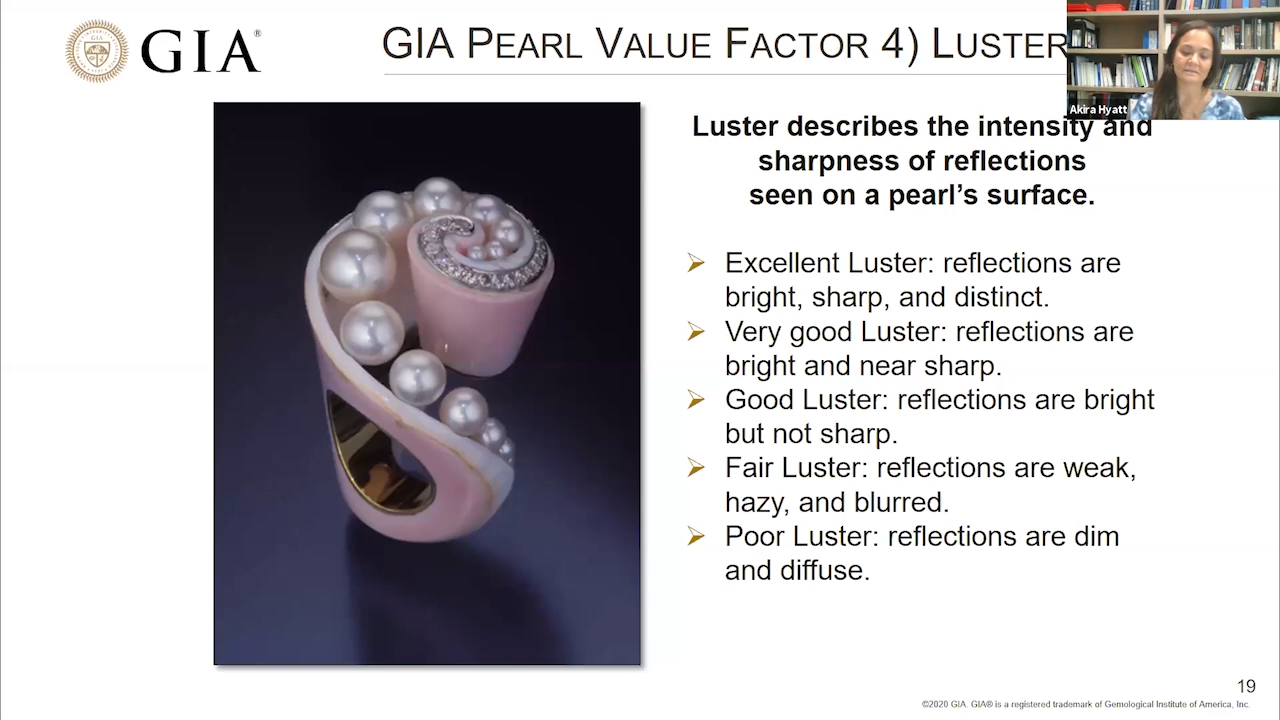 GIA®
GIA PEARL VALUE FACTOR 4) LUSTER
Akira Hyatt
Luster describes the intensity and
sharpness of reflections
seen on a pearl’s surface.
➢ Excellent Luster: reflections are
bright, sharp, and distinct.
➢ Very good Luster: reflections are
bright and near sharp.
➢ Good Luster: reflections are bright
but not sharp.
➢ Fair Luster: reflections are weak,
hazy, and blurred.
➢ Poor Luster: reflections are dim
and diffuse.
19
©2020 GIA. GIA® is a registered trademark of Gemological Institute of America, Inc.